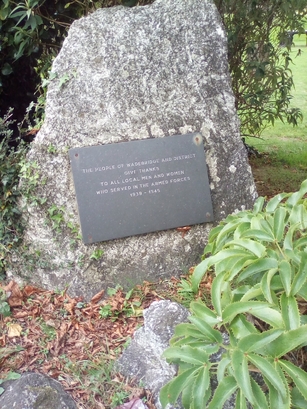 THE PEOPLE OF WADEBRIDGE AND DISTRICT
GIVE THANKS
TO ALL LOCAL MEN AND WOMEN
WHO SERVED IN THE ARMED FORCES
1939 - 1945